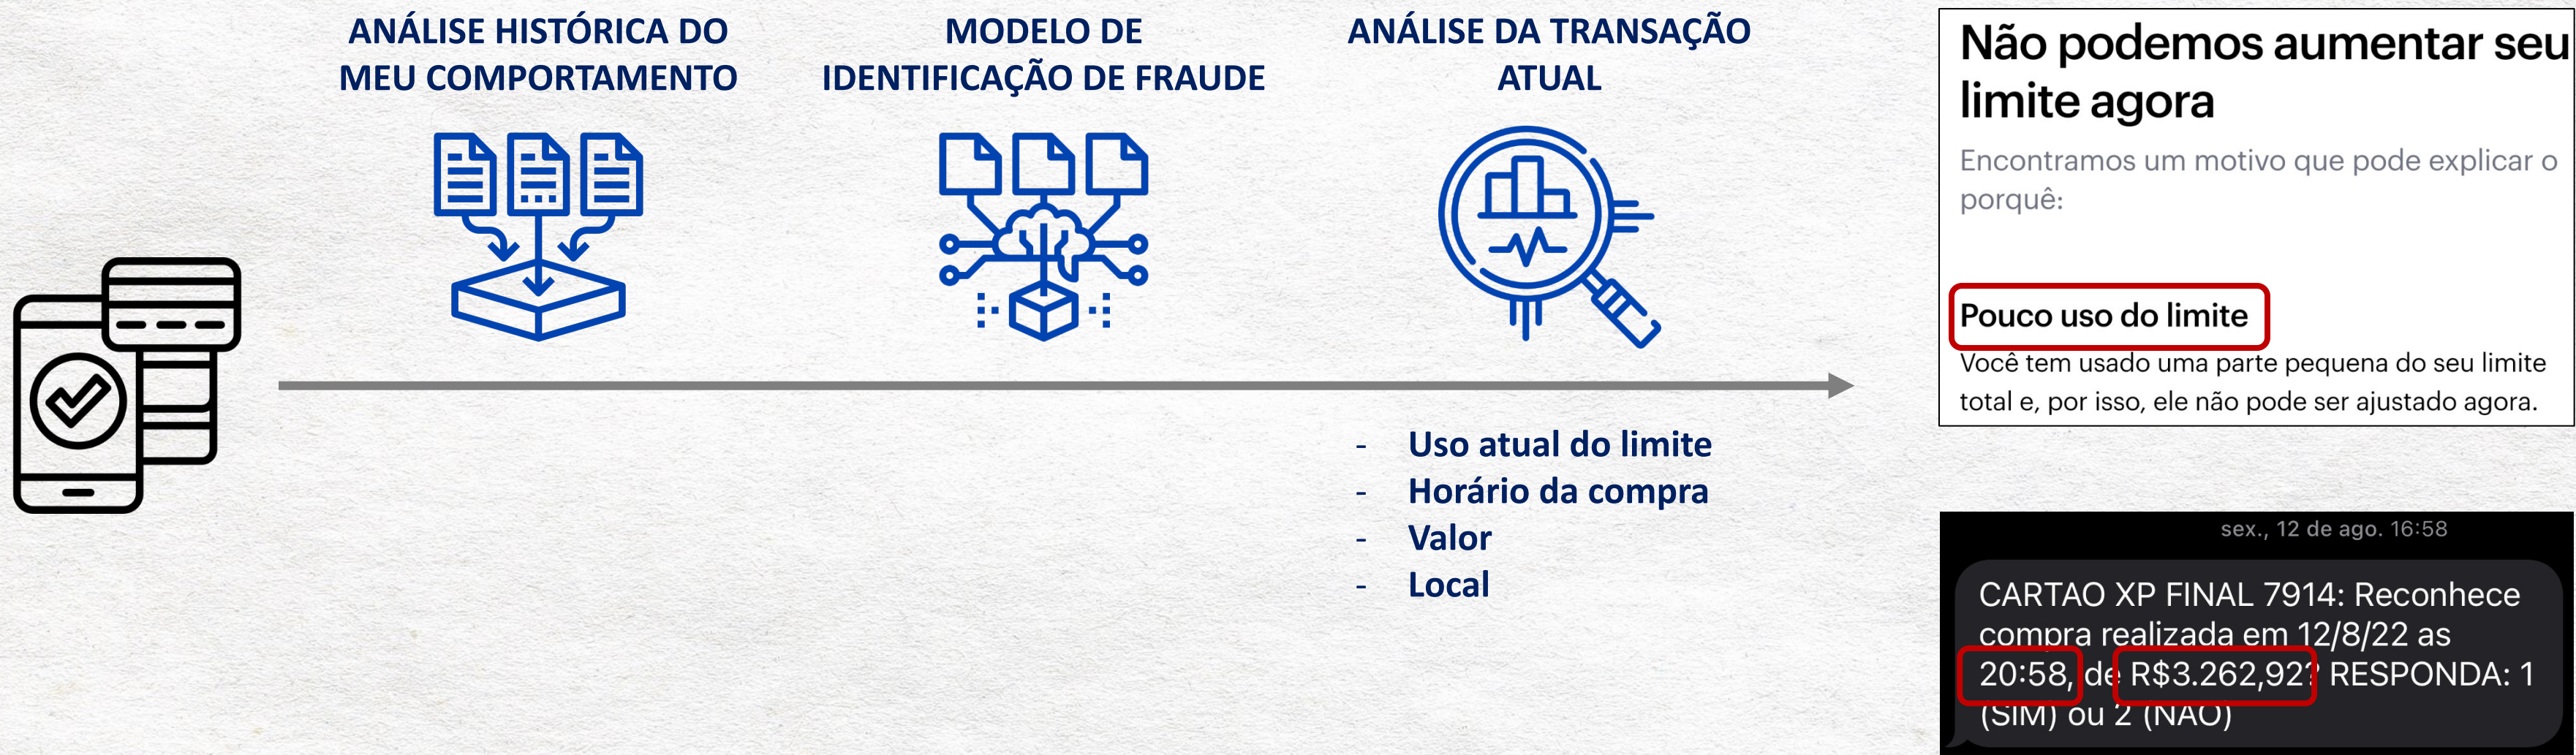 ANÁLISE HISTÓRICA DO
MEU COMPORTAMENTO
MODELO DE
IDENTIFICAÇÃO DE FRAUDE
ANÁLISE DA TRANSAÇÃO
ATUAL
- Uso atual do limite
- Horário da compra
- Valor
- Local
Não podemos aumentar seu
limite agora
Encontramos um motivo que pode explicar o
porquê:
Pouco uso do limite
Você tem usado uma parte pequena do seu limite
total e, por isso, ele não pode ser ajustado agora.
sex., 12 de ago. 16:58
CARTAO XP FINAL 7914: Reconhece
compra realizada em 12/8/22 as
20:58, de R$3.262,92? RESPONDA: 1
(SIM) ou 2 (NAO)